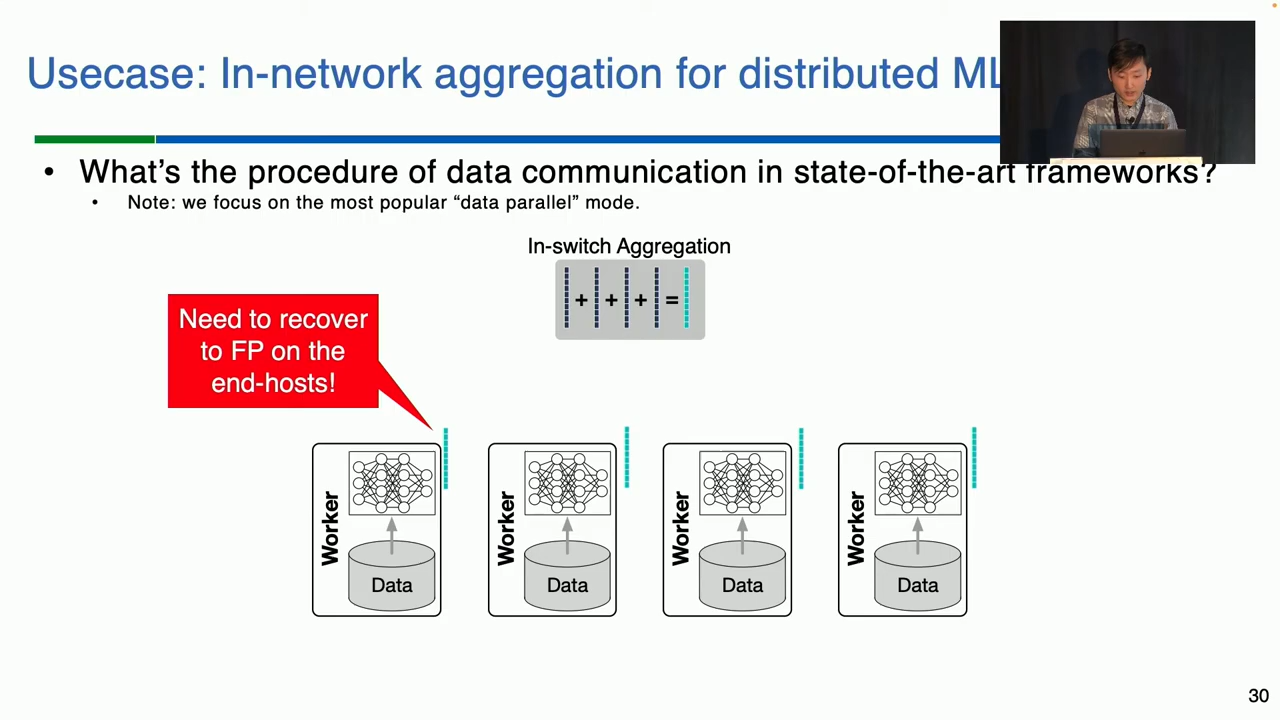 Usecase: In-network aggregation for distributed ML
• What's the procedure of data communication in state-of-the-art frameworks?
• Note: we focus on the most popular “data parallel” mode.
In-switch Aggregation
+ + + =
Need to recover
to FP on the
end-hosts!
Worker
Data
Worker
Data
Worker
Data
Worker
Data
30